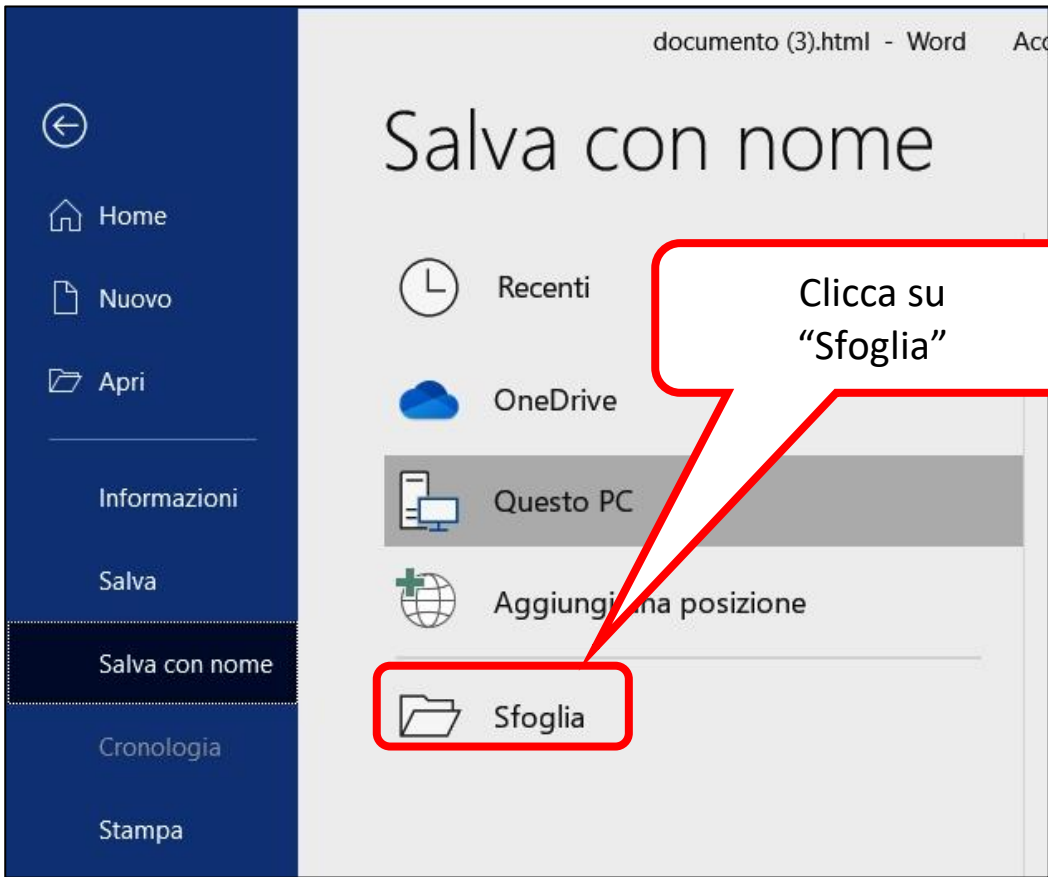 documento (3).html - Word Acc
Salva con nome
Home
Nuovo
Apri
Informazioni
Salva
Salva con nome
Cronologia
Stampa
Recenti
OneDrive
Questo PC
Aggiungi una posizione
Sfoglia
Clicca su
“Sfoglia”